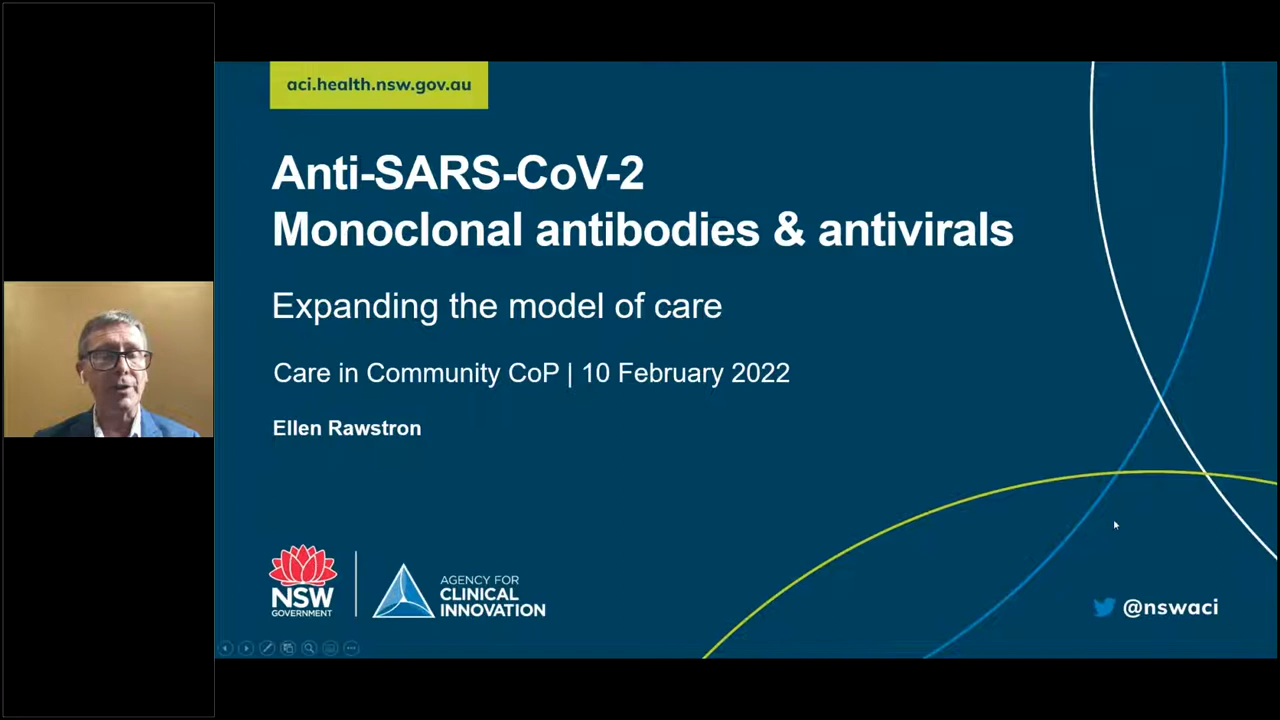 aci.health.nsw.gov.au
Anti-SARS-CoV-2
Monoclonal antibodies & antivirals
Expanding the model of care
Care in Community CoP | 10 February 2022
Ellen Rawstron
NSW
GOVERNMENT
AGENCY FOR
CLINICAL
INNOVATION
@nswaci